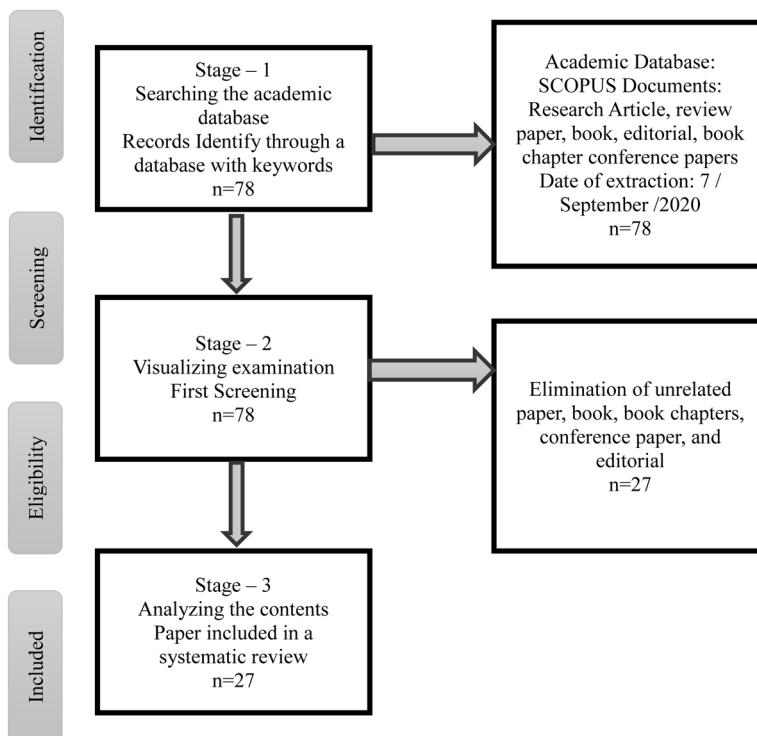 Identification
Stage – 1
Searching the academic
database
Records Identify through a
database with keywords
n=78
Academic Database:
SCOPUS Documents:
Research Article, review
paper, book, editorial, book
chapter conference papers
Date of extraction: 7 /
September /2020
n=78
Screening
Stage – 2
Visualizing examination
First Screening
n=78
Elimination of unrelated
paper, book, book chapters,
conference paper, and
editorial
n=27
Eligibility
Stage – 3
Analyzing the contents
Paper included in a
systematic review
n=27
Included